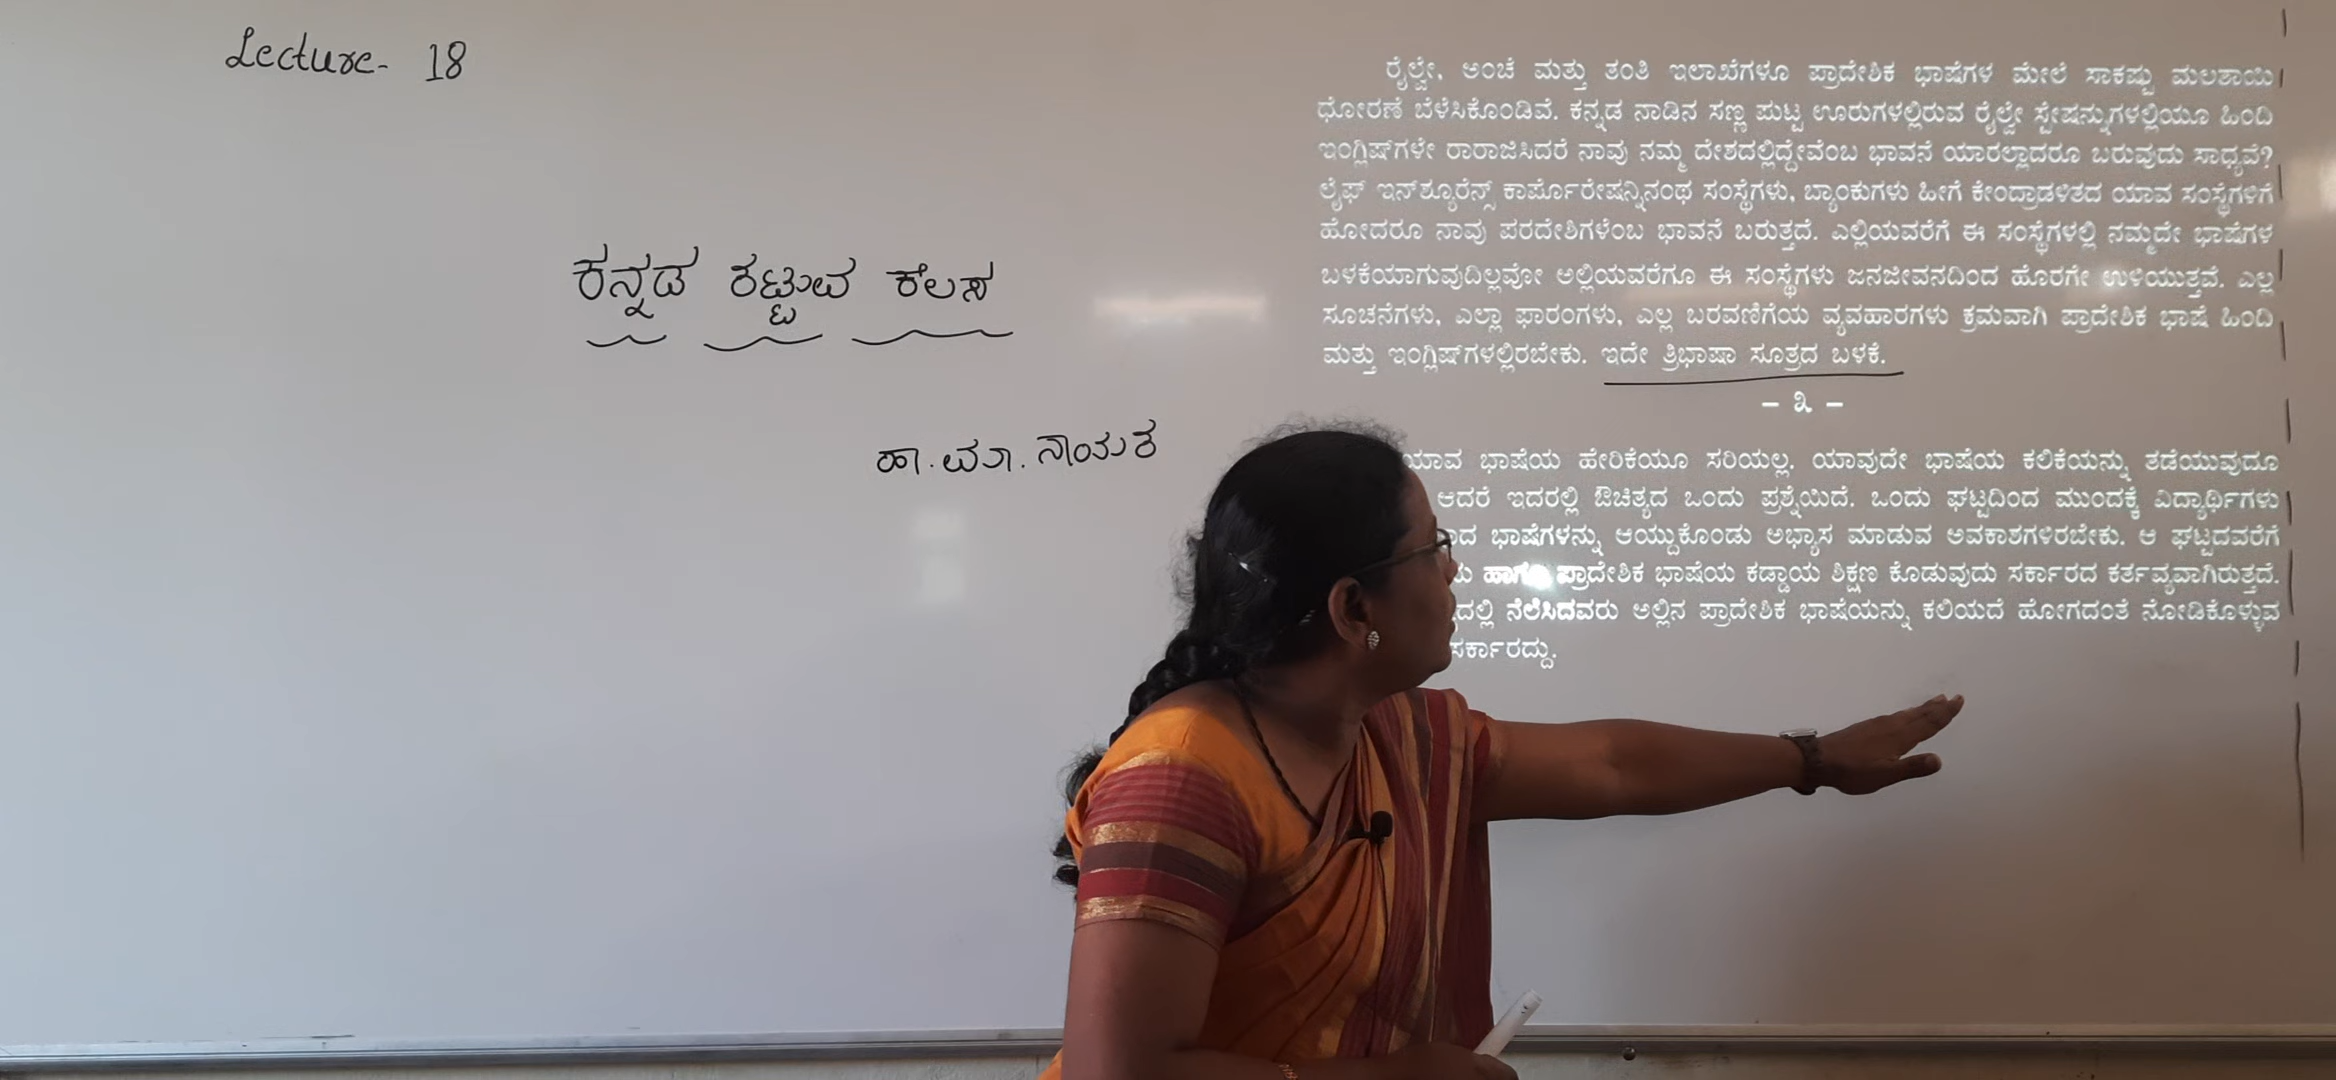 Lecture- 18
ಕನ್ನಡ ಕಟ್ಟುವ ಕೆಲಸ
ಹಾ. ಮಾ. ನಾಯಕ
ರೈಲ್ವೇ, ಅಂಚೆ ಮತ್ತು ತಂತಿ ಇಲಾಖೆಗಳೂ ಪ್ರಾದೇಶಿಕ ಭಾಷೆಗಳ ಮೇಲೆ ಸಾಕಷ್ಟು ಮಲತಾಯಿ
ಧೋರಣೆ ಬೆಳೆಸಿಕೊಂಡಿವೆ. ಕನ್ನಡ ನಾಡಿನ ಸಣ್ಣ ಪುಟ್ಟ ಊರುಗಳಲ್ಲಿರುವ ರೈಲ್ವೇ ಸ್ಟೇಷನ್ನುಗಳಲ್ಲಿಯೂ ಹಿಂದಿ
ಇಂಗ್ಲಿಷ್‌ಗಳೇ ರಾರಾಜಿಸಿದರೆ ನಾವು ನಮ್ಮ ದೇಶದಲ್ಲಿದ್ದೇವೆಂಬ ಭಾವನೆ ಯಾರಲ್ಲಾದರೂ ಬರುವುದು ಸಾಧ್ಯವೆ?
ಲೈಫ್ ಇನ್‌ಶ್ಯೂರೆನ್ಸ್ ಕಾರ್ಪೊರೇಷನ್ನಿನಂಥ ಸಂಸ್ಥೆಗಳು, ಬ್ಯಾಂಕುಗಳು ಹೀಗೆ ಕೇಂದ್ರಾಡಳಿತದ ಯಾವ ಸಂಸ್ಥೆಗಳಿಗೆ
ಹೋದರೂ ನಾವು ಪರದೇಶಿಗಳೆಂಬ ಭಾವನೆ ಬರುತ್ತದೆ. ಎಲ್ಲಿಯವರೆಗೆ ಈ ಸಂಸ್ಥೆಗಳಲ್ಲಿ ನಮ್ಮದೇ ಭಾಷೆಗಳ
ಬಳಕೆಯಾಗುವುದಿಲ್ಲವೋ ಅಲ್ಲಿಯವರೆಗೂ ಈ ಸಂಸ್ಥೆಗಳು ಜನಜೀವನದಿಂದ ಹೊರಗೇ ಉಳಿಯುತ್ತವೆ. ಎಲ್ಲ
ಸೂಚನೆಗಳು, ಎಲ್ಲಾ ಫಾರಂಗಳು, ಎಲ್ಲ ಬರವಣಿಗೆಯ ವ್ಯವಹಾರಗಳು ಕ್ರಮವಾಗಿ ಪ್ರಾದೇಶಿಕ ಭಾಷೆ ಹಿಂದಿ
ಮತ್ತು ಇಂಗ್ಲಿಷ್‌ಗಳಲ್ಲಿರಬೇಕು. ಇದೇ ತ್ರಿಭಾಷಾ ಸೂತ್ರದ ಬಳಕೆ.
– ೩ –
ಯಾವ ಭಾಷೆಯ ಹೇರಿಕೆಯೂ ಸರಿಯಲ್ಲ. ಯಾವುದೇ ಭಾಷೆಯ ಕಲಿಕೆಯನ್ನು ತಡೆಯುವುದೂ
ಆದರೆ ಇದರಲ್ಲಿ ಔಚಿತ್ಯದ ಒಂದು ಪ್ರಶ್ನೆಯಿದೆ. ಒಂದು ಘಟ್ಟದಿಂದ ಮುಂದಕ್ಕೆ ವಿದ್ಯಾರ್ಥಿಗಳು
ಭಾಷೆಗಳನ್ನು ಆಯ್ದುಕೊಂಡು ಅಭ್ಯಾಸ ಮಾಡುವ ಅವಕಾಶಗಳಿರಬೇಕು. ಆ ಘಟ್ಟದವರೆಗೆ
ಹಾಗೂ ಪ್ರಾದೇಶಿಕ ಭಾಷೆಯ ಕಡ್ಡಾಯ ಶಿಕ್ಷಣ ಕೊಡುವುದು ಸರ್ಕಾರದ ಕರ್ತವ್ಯವಾಗಿರುತ್ತದೆ.
ನೆಲೆಸಿದವರು ಅಲ್ಲಿನ ಪ್ರಾದೇಶಿಕ ಭಾಷೆಯನ್ನು ಕಲಿಯದೆ ಹೋಗದಂತೆ ನೋಡಿಕೊಳ್ಳುವ
ಸರ್ಕಾರದ್ದು.